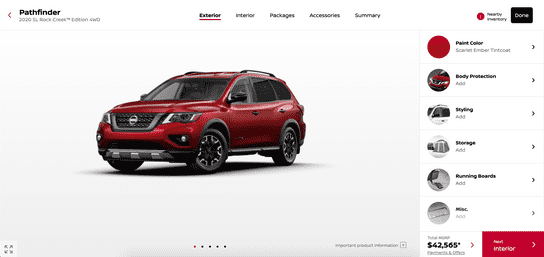 Pathfinder
2020 SL Rock Creek™ Edition 4WD
Exterior
Interior
Packages
Accessories
Summary
Nearby
Inventory
Done
Paint Color
Scarlet Ember Tintcoat
Body Protection
Add
Styling
Add
Storage
Add
Running Boards
Add
Misc.
Add
Important product information
Total MSRP
$42,565*
Payments & Offers
Next
Interior